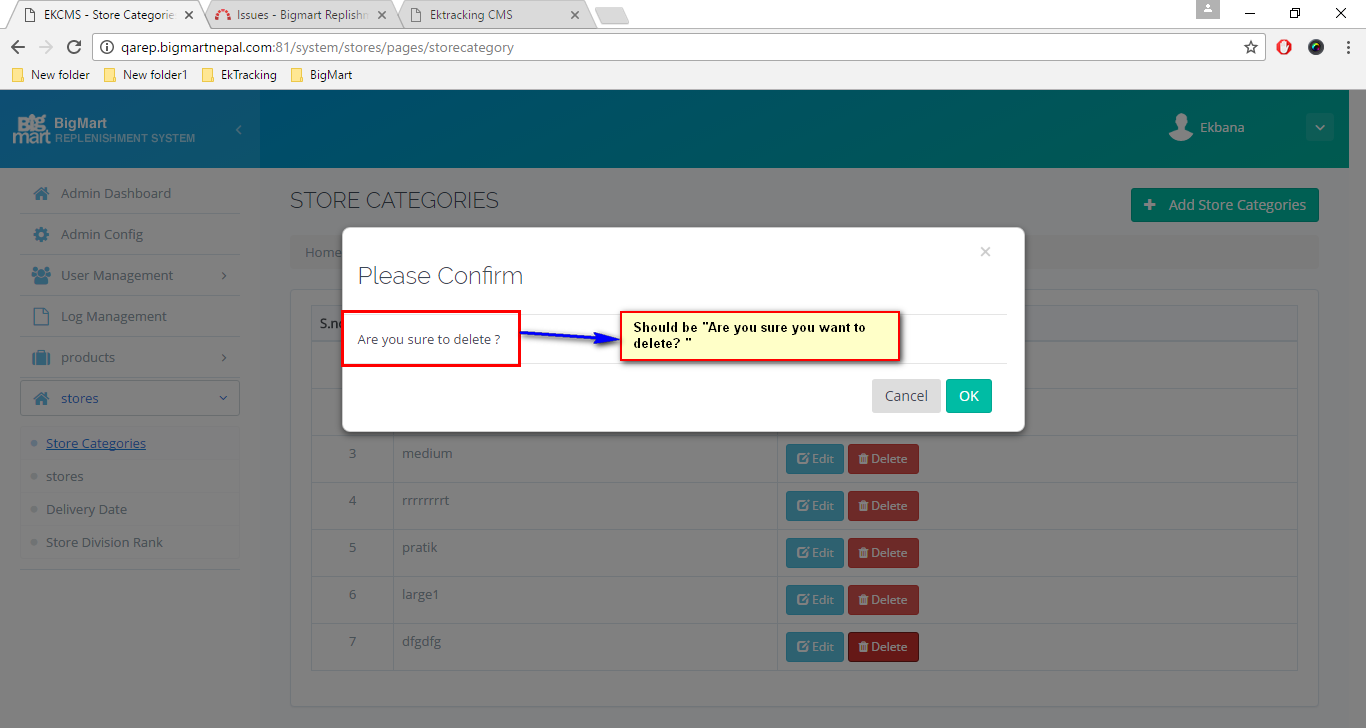 EKCMS - Store Categorie
Issues - Bigmart Replishm
Ektracking CMS
qarep.bigmartnepal.com:81/system/stores/pages/storecategory
New folder
New folder1
EkTracking
BigMart
Big mart
BigMart
REPLENISHMENT SYSTEM
Ekbana
Admin Dashboard
Admin Config
User Management
Log Management
products
stores
Store Categories
stores
Delivery Date
Store Division Rank
STORE CATEGORIES
Add Store Categories
Home
Please Confirm
Are you sure to delete ?
Should be "Are you sure you want to
delete? "
Cancel OK
S.no
3 medium Edit Delete
4 rrrrrrrrt Edit Delete
5 pratik Edit Delete
6 large1 Edit Delete
7 dfgdfg Edit Delete